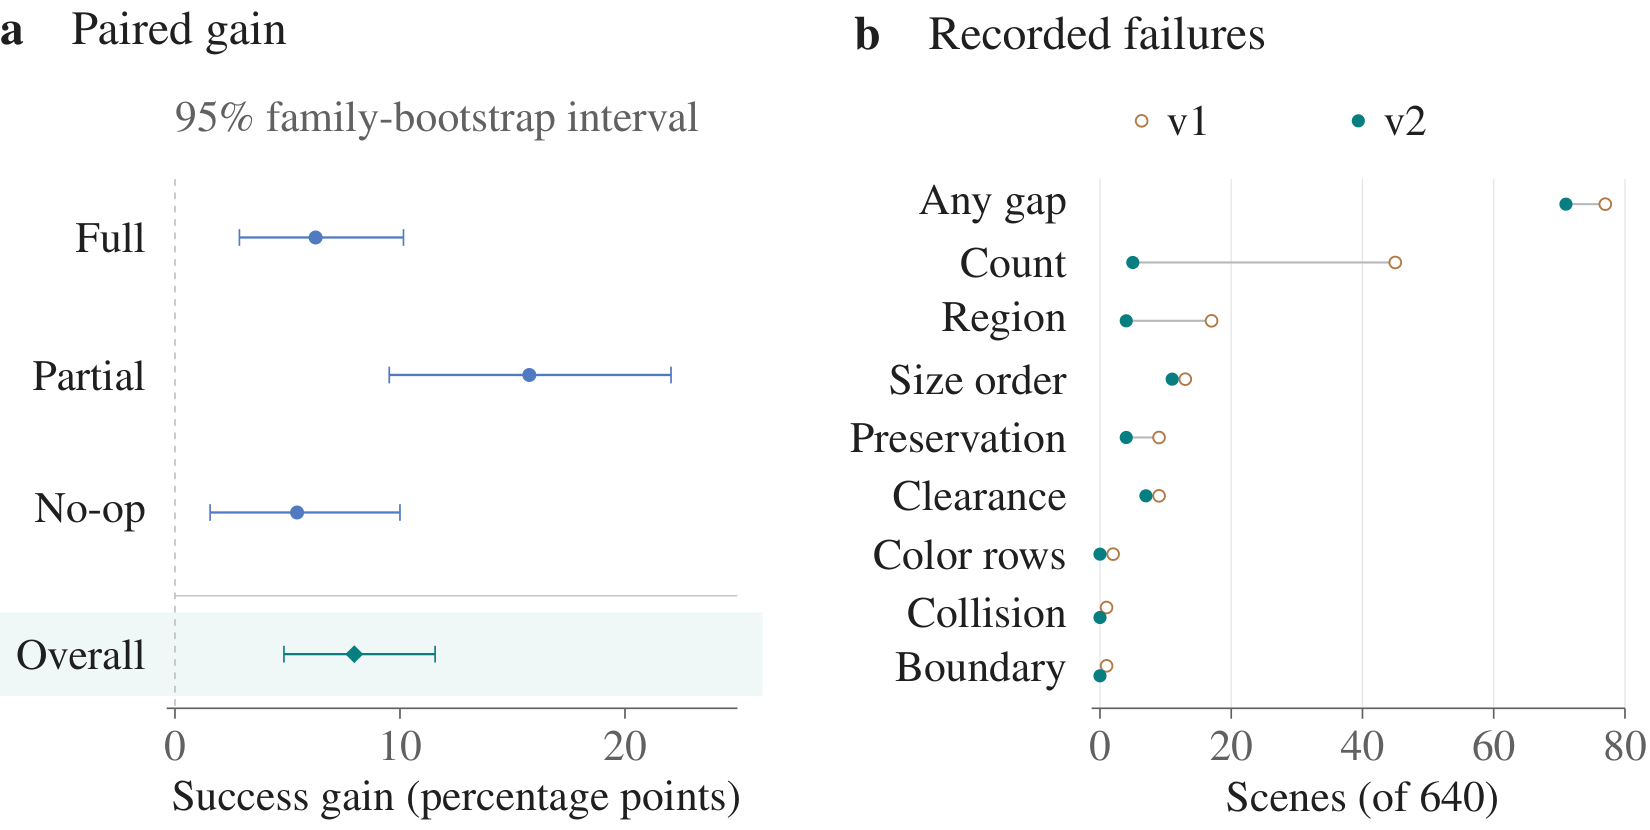 a Paired gain
95% family-bootstrap interval
Full
Partial
No-op
Overall
0 10 20
Success gain (percentage points)
b Recorded failures
v1 v2
Any gap
Count
Region
Size order
Preservation
Clearance
Color rows
Collision
Boundary
0 20 40 60 80
Scenes (of 640)